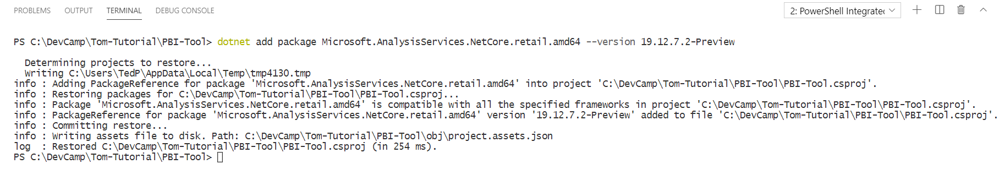 PROBLEMS OUTPUT TERMINAL DEBUG CONSOLE 2: PowerShell Integrated
PS C:\DevCamp\Tom-Tutorial\PBI-Tool> dotnet add package Microsoft.AnalysisServices.NetCore.retail.amd64 --version 19.12.7.2-Preview
Determining projects to restore...
Writing C:\Users\TedP\AppData\Local\Temp\tmp4130.tmp
info : Adding PackageReference for package 'Microsoft.AnalysisServices.NetCore.retail.amd64' into project 'C:\DevCamp\Tom-Tutorial\PBI-Tool\PBI-Tool.csproj'.
info : Restoring packages for C:\DevCamp\Tom-Tutorial\PBI-Tool\PBI-Tool.csproj...
info : Package 'Microsoft.AnalysisServices.NetCore.retail.amd64' is compatible with all the specified frameworks in project 'C:\DevCamp\Tom-Tutorial\PBI-Tool\PBI-Tool.csproj'.
info : PackageReference for package 'Microsoft.AnalysisServices.NetCore.retail.amd64' version '19.12.7.2-Preview' added to file 'C:\DevCamp\Tom-Tutorial\PBI-Tool\PBI-Tool.csproj'.
info : Committing restore...
info : Writing assets file to disk. Path: C:\DevCamp\Tom-Tutorial\PBI-Tool\obj\project.assets.json
log  : Restored C:\DevCamp\Tom-Tutorial\PBI-Tool\PBI-Tool.csproj (in 254 ms).
PS C:\DevCamp\Tom-Tutorial\PBI-Tool>